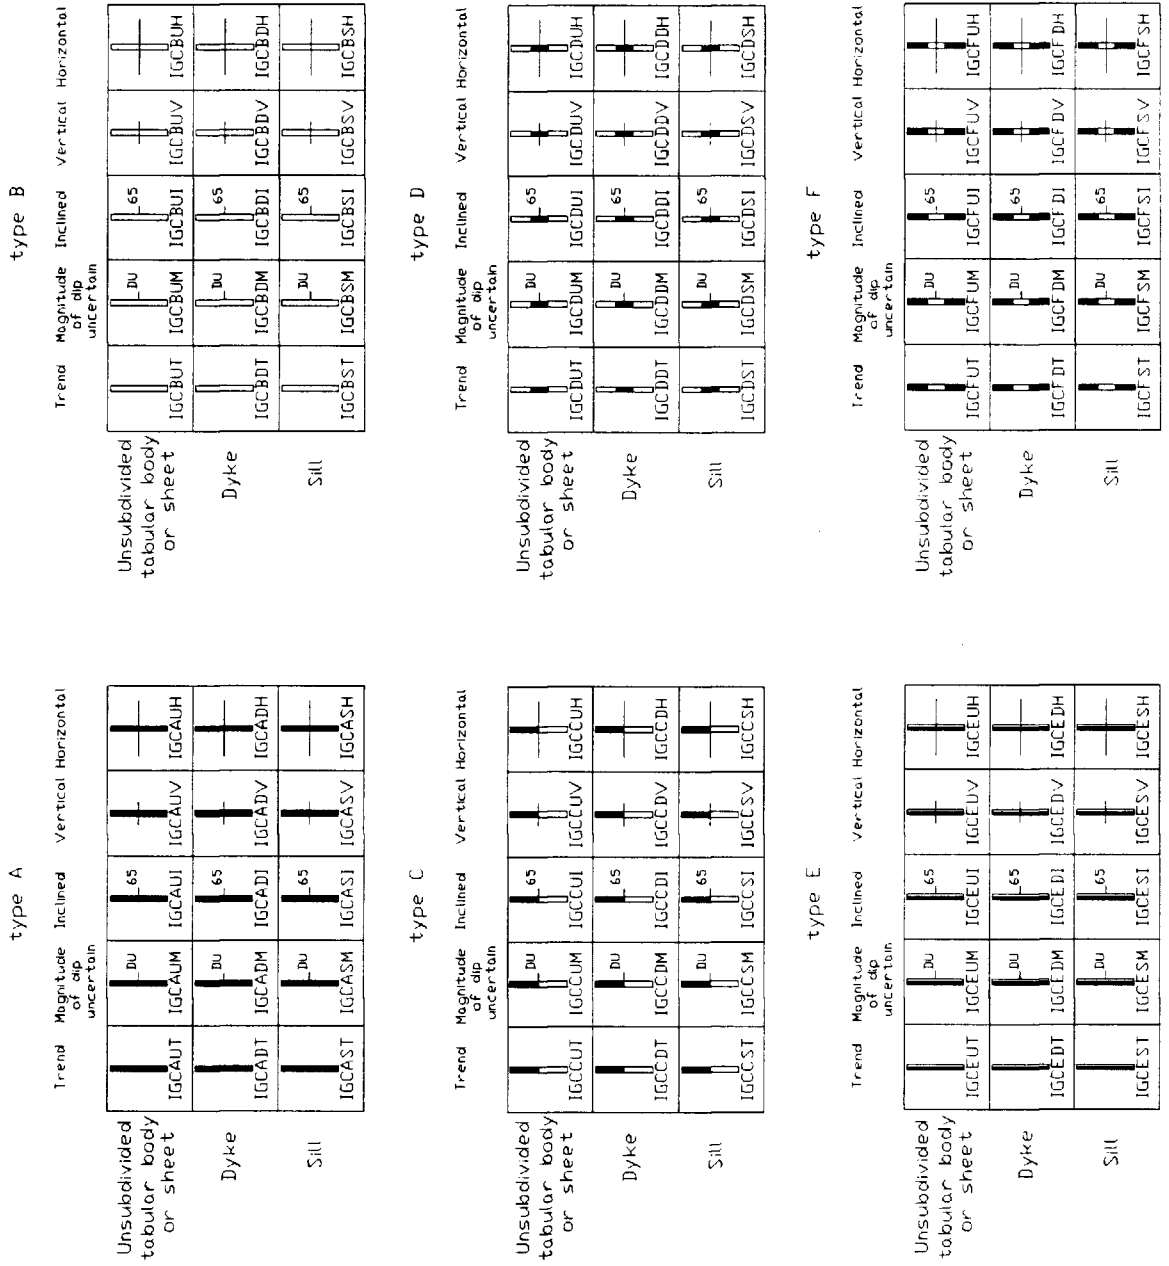 type A
Trend Magnitude of dip uncertain Inclined Vertical Horizontal
Unsubdivided
tabular body
or sheet
DU 65
IGCAUT IGCAUM IGCAUI IGCAUV IGCAUH
Dyke
DU 65
IGCADT IGCADM IGCADI IGCADV IGCADH
Sill
DU 65
IGCAST IGCASM IGCASI IGCASV IGCASH
type B
Trend Magnitude of dip uncertain Inclined Vertical Horizontal
Unsubdivided
tabular body
or sheet
DU 65
IGCBUT IGCBUM IGCBUI IGCBUV IGCBUH
Dyke
DU 65
IGCBDT IGCBDM IGCBDI IGCBDV IGCBDH
Sill
DU 65
IGCBST IGCBSM IGCBSI IGCBSV IGCBSH
type C
Trend Magnitude of dip uncertain Inclined Vertical Horizontal
Unsubdivided
tabular body
or sheet
DU 65
IGCCUT IGCCUM IGCCUI IGCCUV IGCCUH
Dyke
DU 65
IGCCDT IGCCDM IGCCDI IGCCDV IGCCDH
Sill
DU 65
IGCCST IGCCSM IGCCSI IGCCSV IGCCSH
type D
Trend Magnitude of dip uncertain Inclined Vertical Horizontal
Unsubdivided
tabular body
or sheet
DU 65
IGCDUT IGCDUM IGCDUI IGCDUV IGCDUH
Dyke
DU 65
IGCDDT IGCDDM IGCDDI IGCDDV IGCDDH
Sill
DU 65
IGCDST IGCDSM IGCDSI IGCDSV IGCDSH
type E
Trend Magnitude of dip uncertain Inclined Vertical Horizontal
Unsubdivided
tabular body
or sheet
DU 65
IGCEUT IGCEUM IGCEUI IGCEUV IGCEUH
Dyke
DU 65
IGCEDT IGCEDM IGCEDI IGCEDV IGCEDH
Sill
DU 65
IGCEST IGCESM IGCESI IGCESV IGCESH
type F
Trend Magnitude of dip uncertain Inclined Vertical Horizontal
Unsubdivided
tabular body
or sheet
DU 65
IGCFUT IGCFUM IGCFUI IGCFUV IGCFUH
Dyke
DU 65
IGCFDT IGCFDM IGCFDI IGCFDV IGCFDH
Sill
DU 65
IGCFST IGCFSM IGCFSI IGCFSV IGCFSH